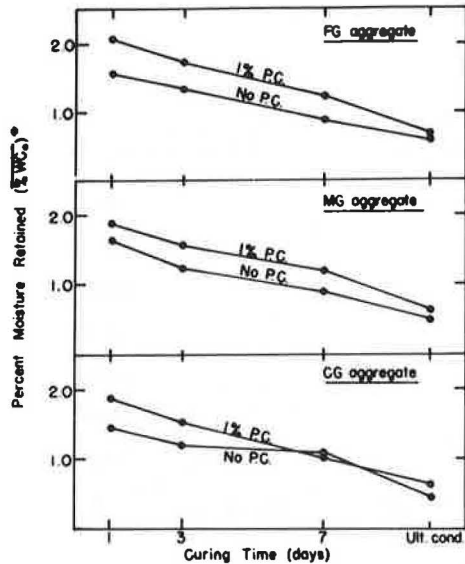 Percent Moisture Retained (% WCo)*
FG aggregate
2.0
1.0
1% P.C.
No P.C.
MG aggregate
2.0
1.0
1% P.C.
No P.C.
CG aggregate
2.0
1.0
1% P.C.
No P.C.
1 3 7 Ult. cond.
Curing Time (days)